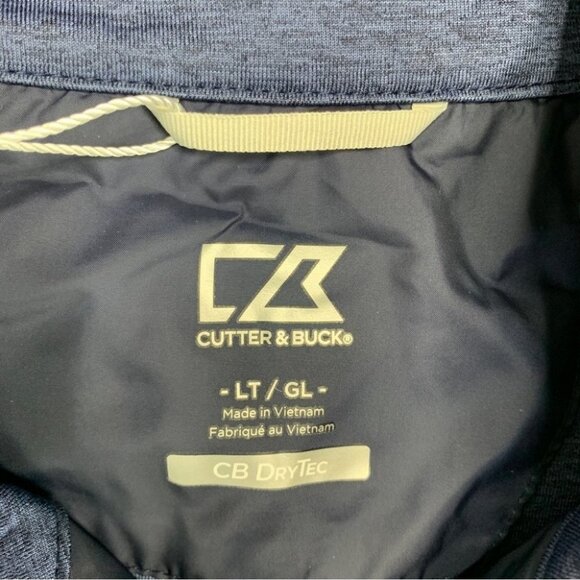 CB
CUTTER & BUCK®
- LT / GL -
Made in Vietnam
Fabriqué au Vietnam
CB DRYTEC